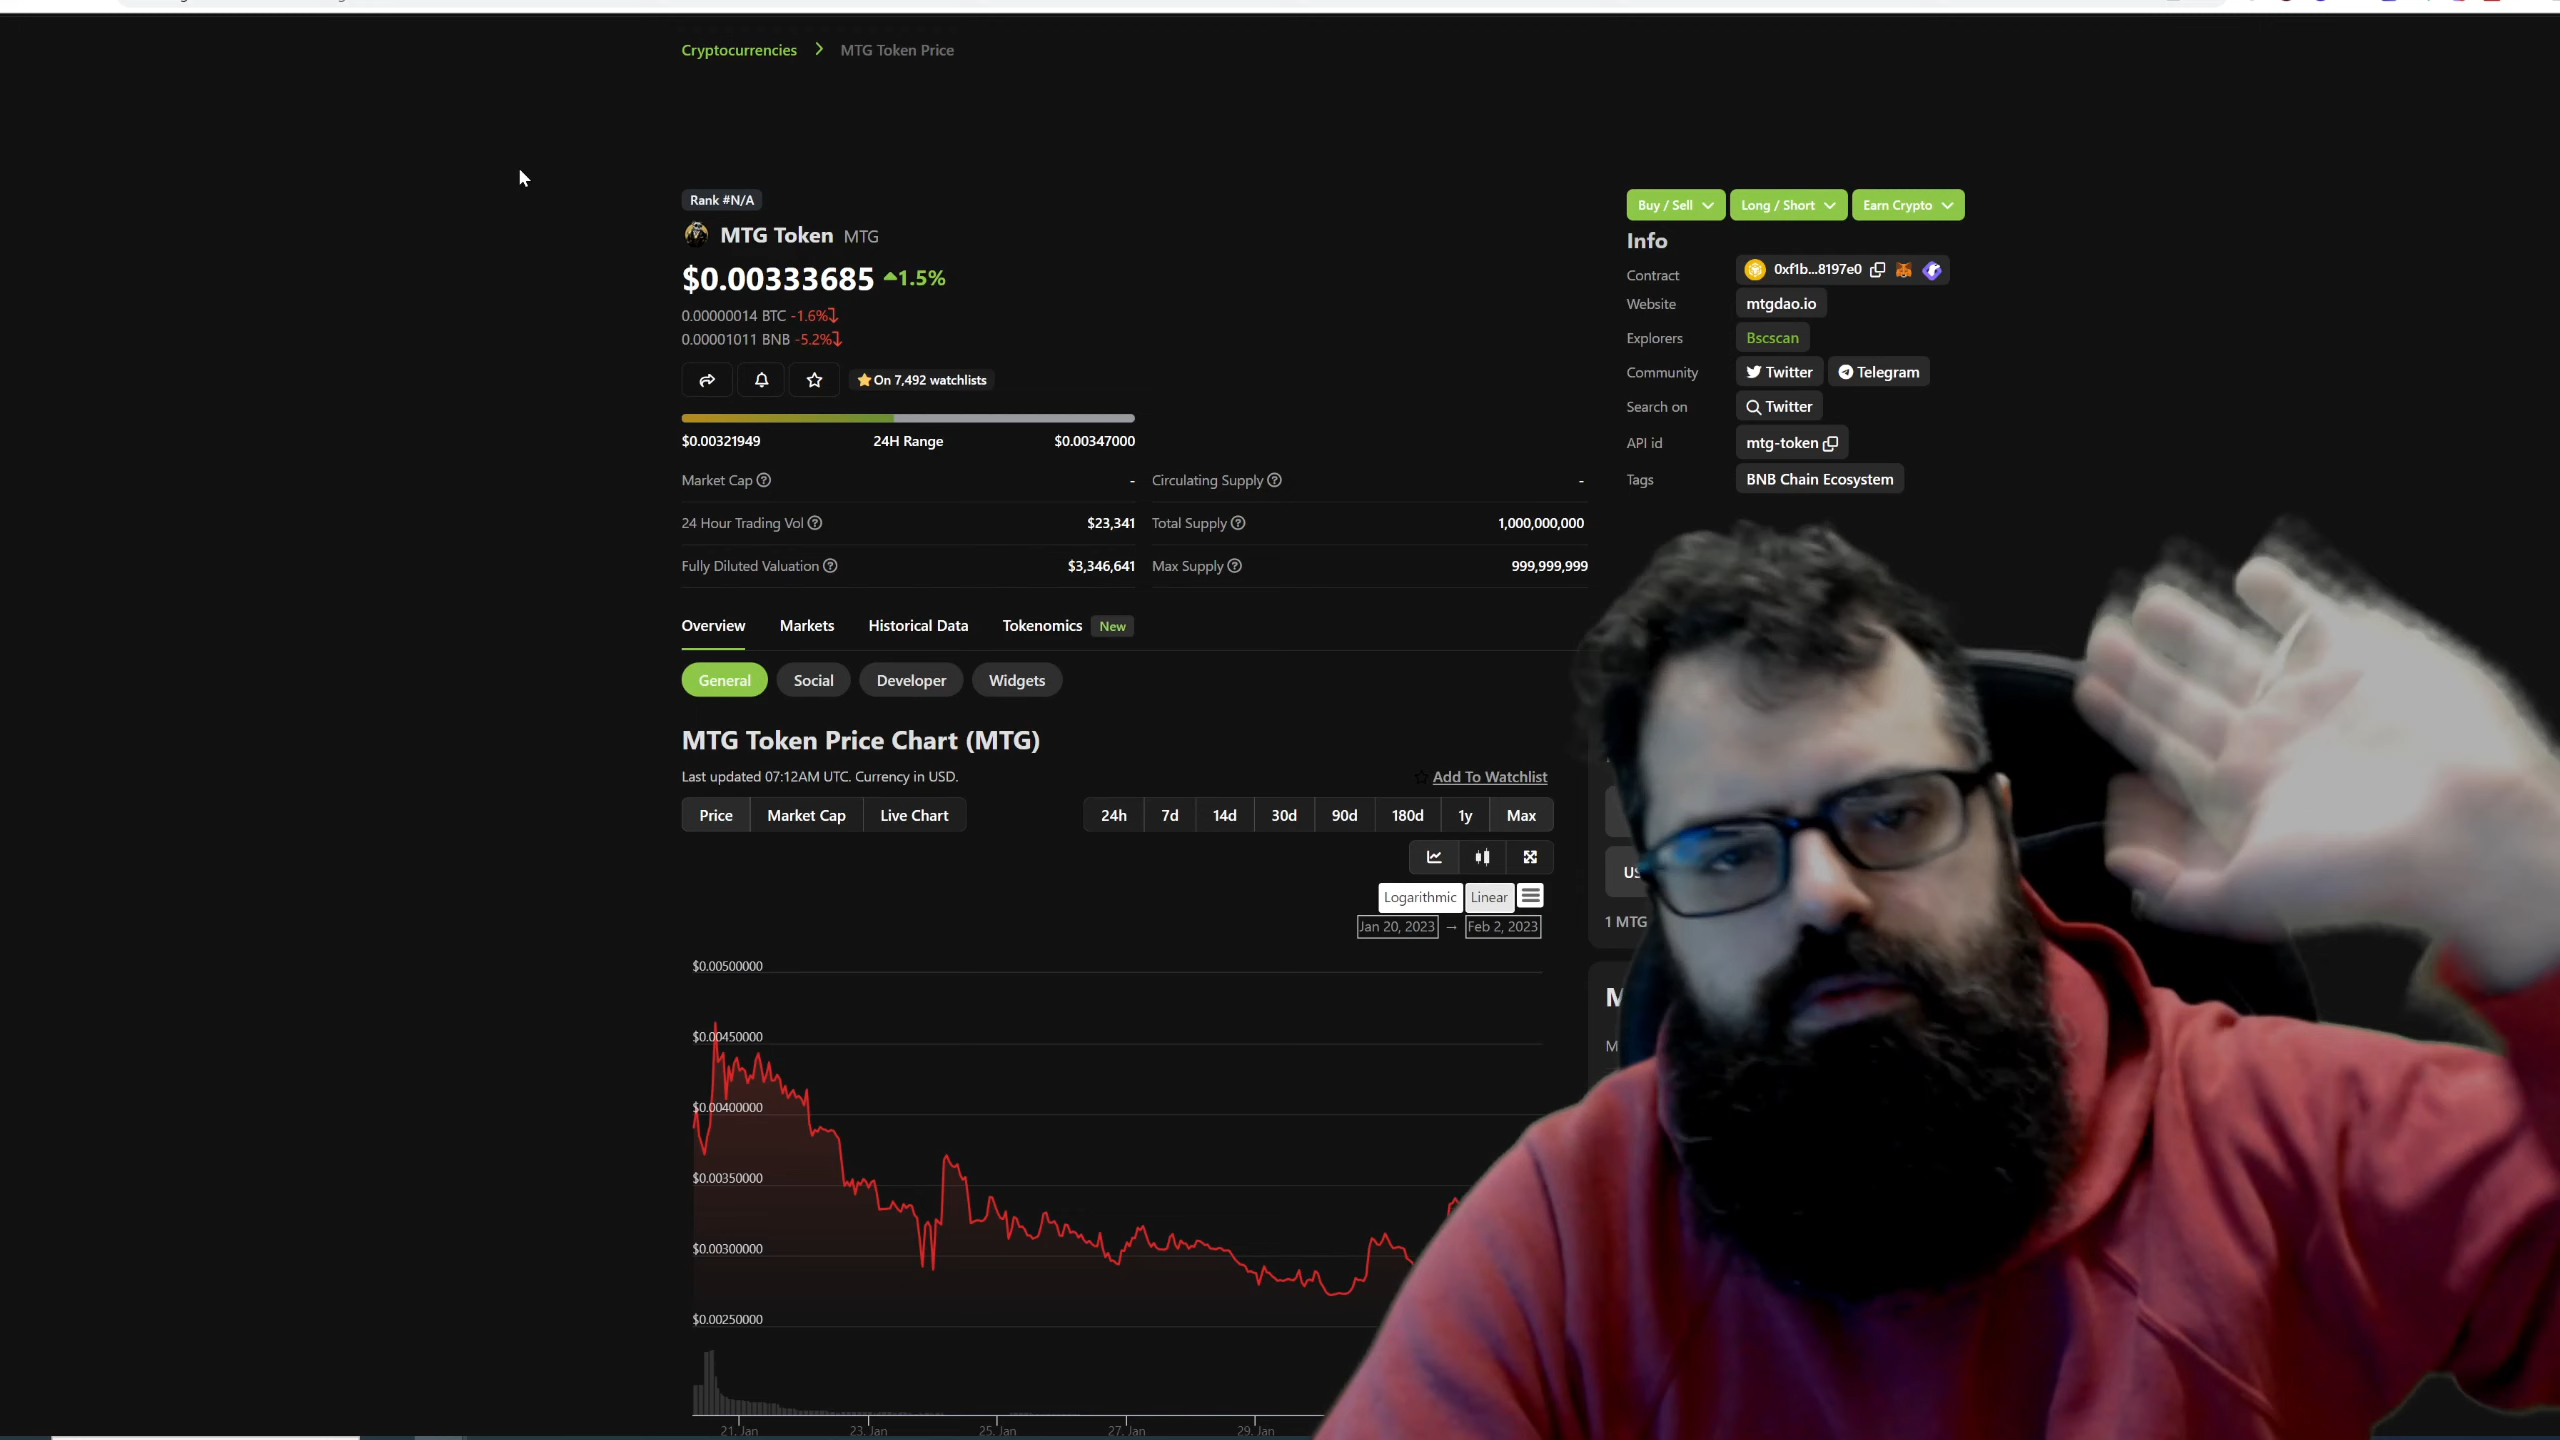 Cryptocurrencies > MTG Token Price
Rank #N/A
MTG Token MTG
$0.00333685 1.5%
0.00000014 BTC -1.6%
0.00001011 BNB -5.2%
On 7,492 watchlists
$0.00321949 24H Range $0.00347000
Market Cap -
Circulating Supply -
24 Hour Trading Vol $23,341
Total Supply 1,000,000,000
Fully Diluted Valuation $3,346,641
Max Supply 999,999,999
Buy / Sell Long / Short Earn Crypto
Info
Contract 0xf1b...8197e0
Website mtgdao.io
Explorers Bscscan
Community Twitter Telegram
Search on Twitter
API id mtg-token
Tags BNB Chain Ecosystem
Overview Markets Historical Data Tokenomics New
General Social Developer Widgets
MTG Token Price Chart (MTG)
Last updated 07:12AM UTC. Currency in USD.
Add To Watchlist
Price Market Cap Live Chart
24h 7d 14d 30d 90d 180d 1y Max
Logarithmic Linear
Jan 20, 2023 → Feb 2, 2023
1 MTG
$0.00500000
$0.00450000
$0.00400000
$0.00350000
$0.00300000
$0.00250000
21. Jan 23. Jan 25. Jan 27. Jan 29. Jan